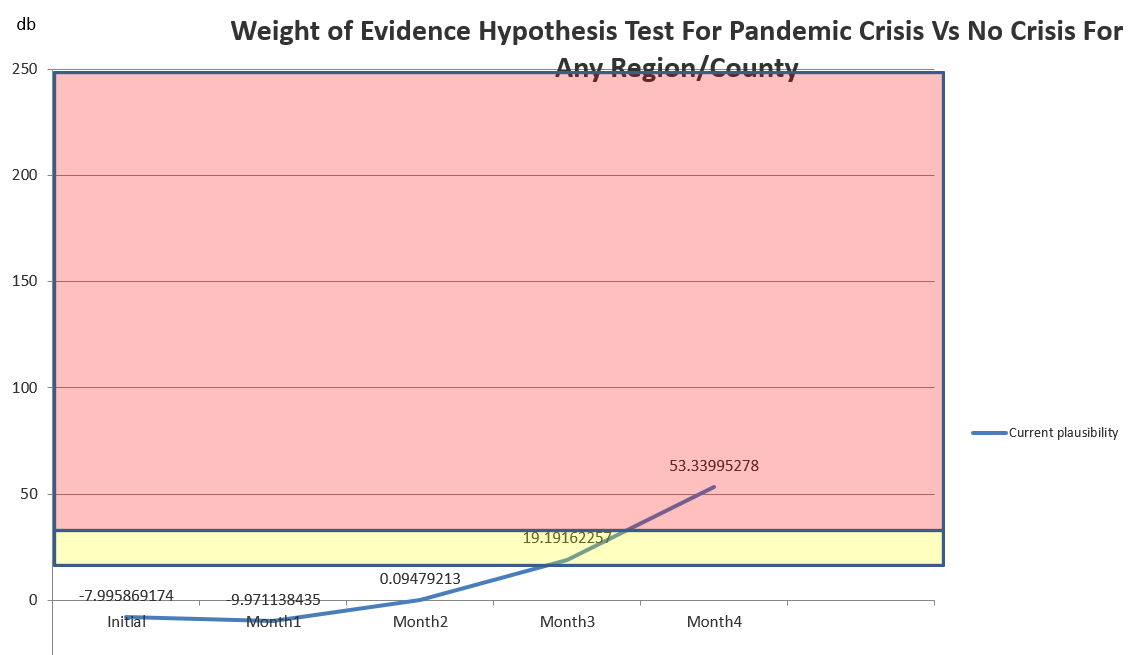 db
Weight of Evidence Hypothesis Test For Pandemic Crisis Vs No Crisis For
Any Region/County
250
200
150
100
50
0
53.33995278
19.19162257
0.09479213
-7.995869174
-9.971138435
Initial
Month1
Month2
Month3
Month4
Current plausibility